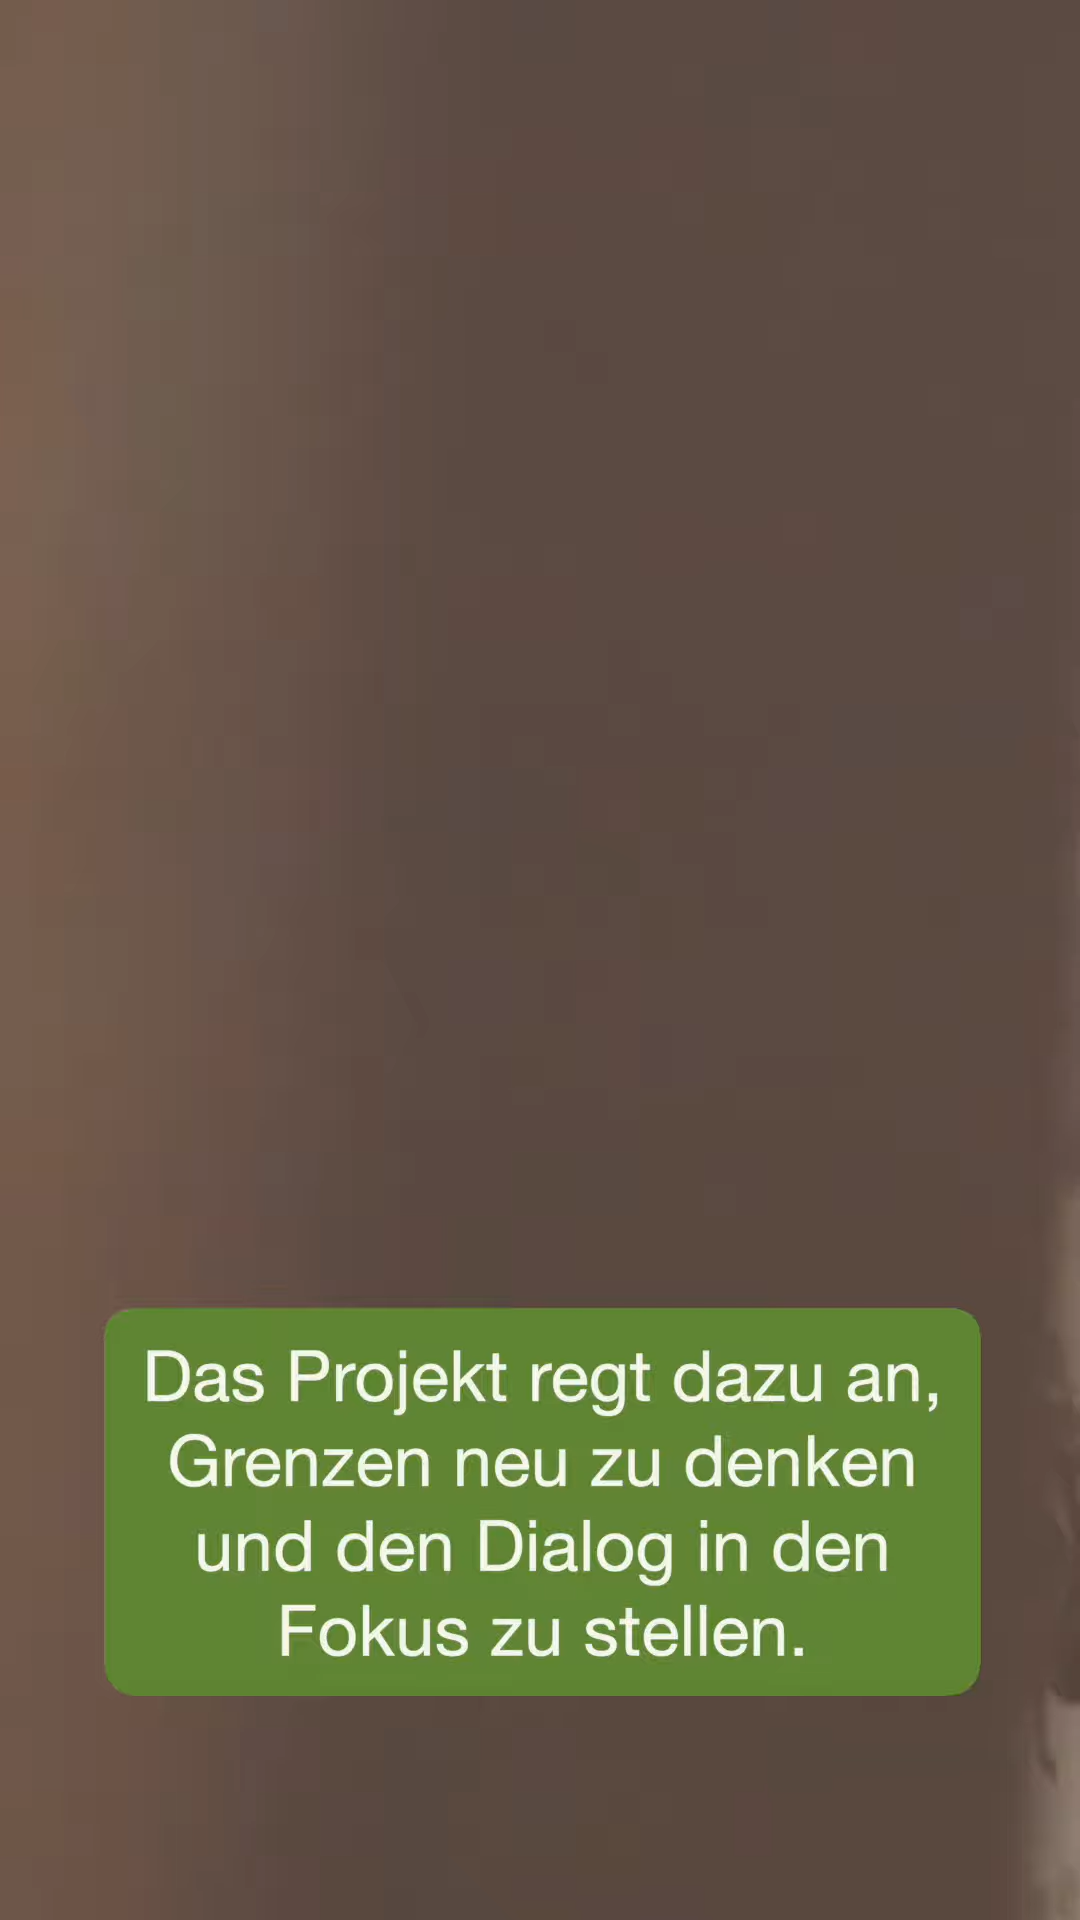 Das Projekt regt dazu an,
Grenzen neu zu denken
und den Dialog in den
Fokus zu stellen.